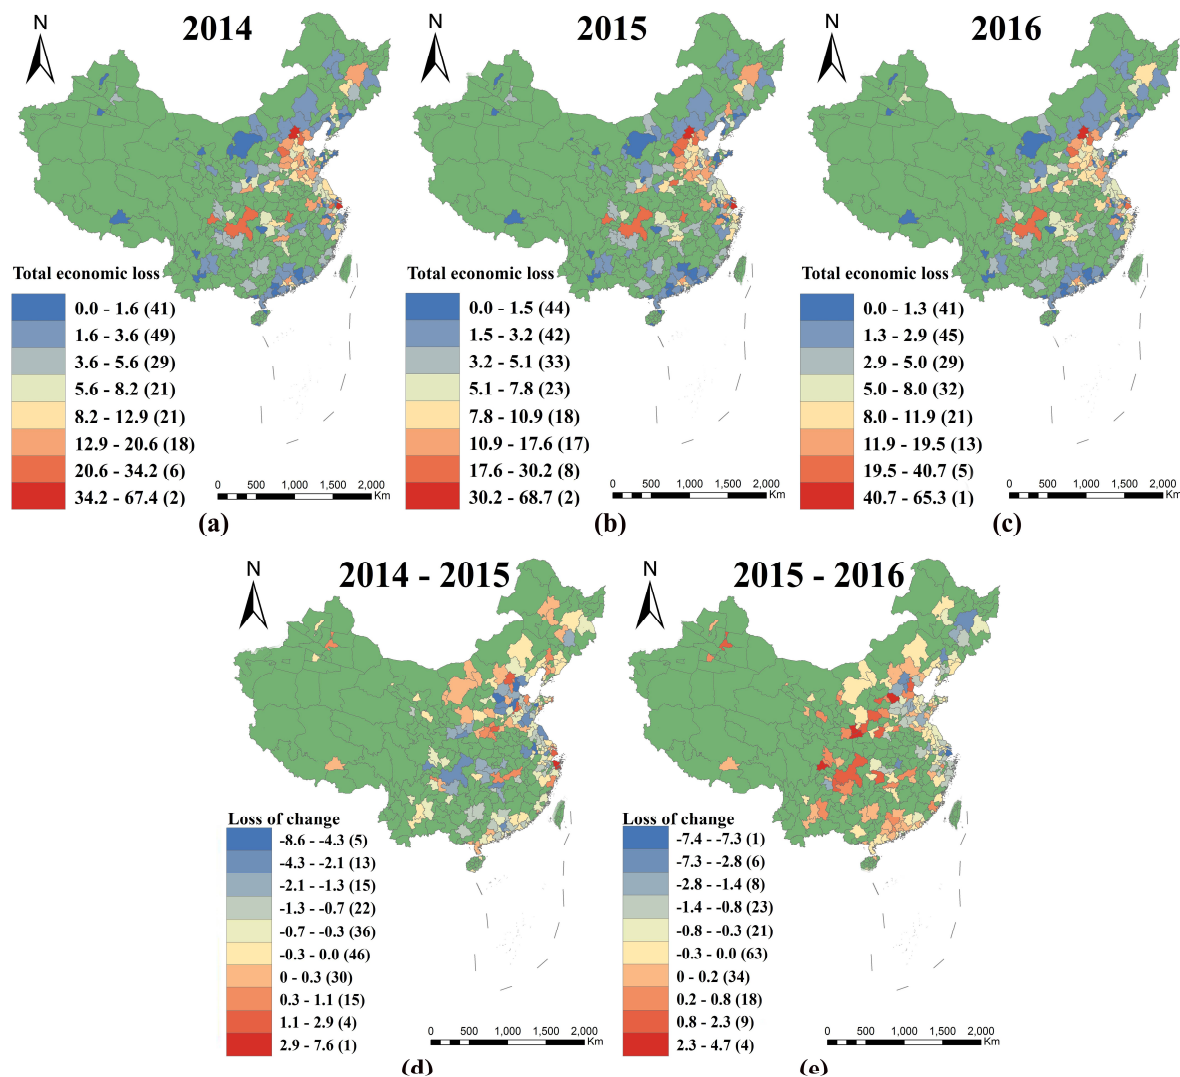 N
2014
Total economic loss
0.0 - 1.6 (41)
1.6 - 3.6 (49)
3.6 - 5.6 (29)
5.6 - 8.2 (21)
8.2 - 12.9 (21)
12.9 - 20.6 (18)
20.6 - 34.2 (6)
34.2 - 67.4 (2)
0 500 1,000 1,500 2,000
Km
(a)
N
2015
Total economic loss
0.0 - 1.5 (44)
1.5 - 3.2 (42)
3.2 - 5.1 (33)
5.1 - 7.8 (23)
7.8 - 10.9 (18)
10.9 - 17.6 (17)
17.6 - 30.2 (8)
30.2 - 68.7 (2)
0 500 1,000 1,500 2,000
Km
(b)
N
2016
Total economic loss
0.0 - 1.3 (41)
1.3 - 2.9 (45)
2.9 - 5.0 (29)
5.0 - 8.0 (32)
8.0 - 11.9 (21)
11.9 - 19.5 (13)
19.5 - 40.7 (5)
40.7 - 65.3 (1)
0 500 1,000 1,500 2,000
Km
(c)
N
2014 - 2015
Loss of change
-8.6 - -4.3 (5)
-4.3 - -2.1 (13)
-2.1 - -1.3 (15)
-1.3 - -0.7 (22)
-0.7 - -0.3 (36)
-0.3 - 0.0 (46)
0 - 0.3 (30)
0.3 - 1.1 (15)
1.1 - 2.9 (4)
2.9 - 7.6 (1)
0 500 1,000 1,500 2,000
Km
(d)
N
2015 - 2016
Loss of change
-7.4 - -7.3 (1)
-7.3 - -2.8 (6)
-2.8 - -1.4 (8)
-1.4 - -0.8 (23)
-0.8 - -0.3 (21)
-0.3 - 0.0 (63)
0 - 0.2 (34)
0.2 - 0.8 (18)
0.8 - 2.3 (9)
2.3 - 4.7 (4)
0 500 1,000 1,500 2,000
Km
(e)